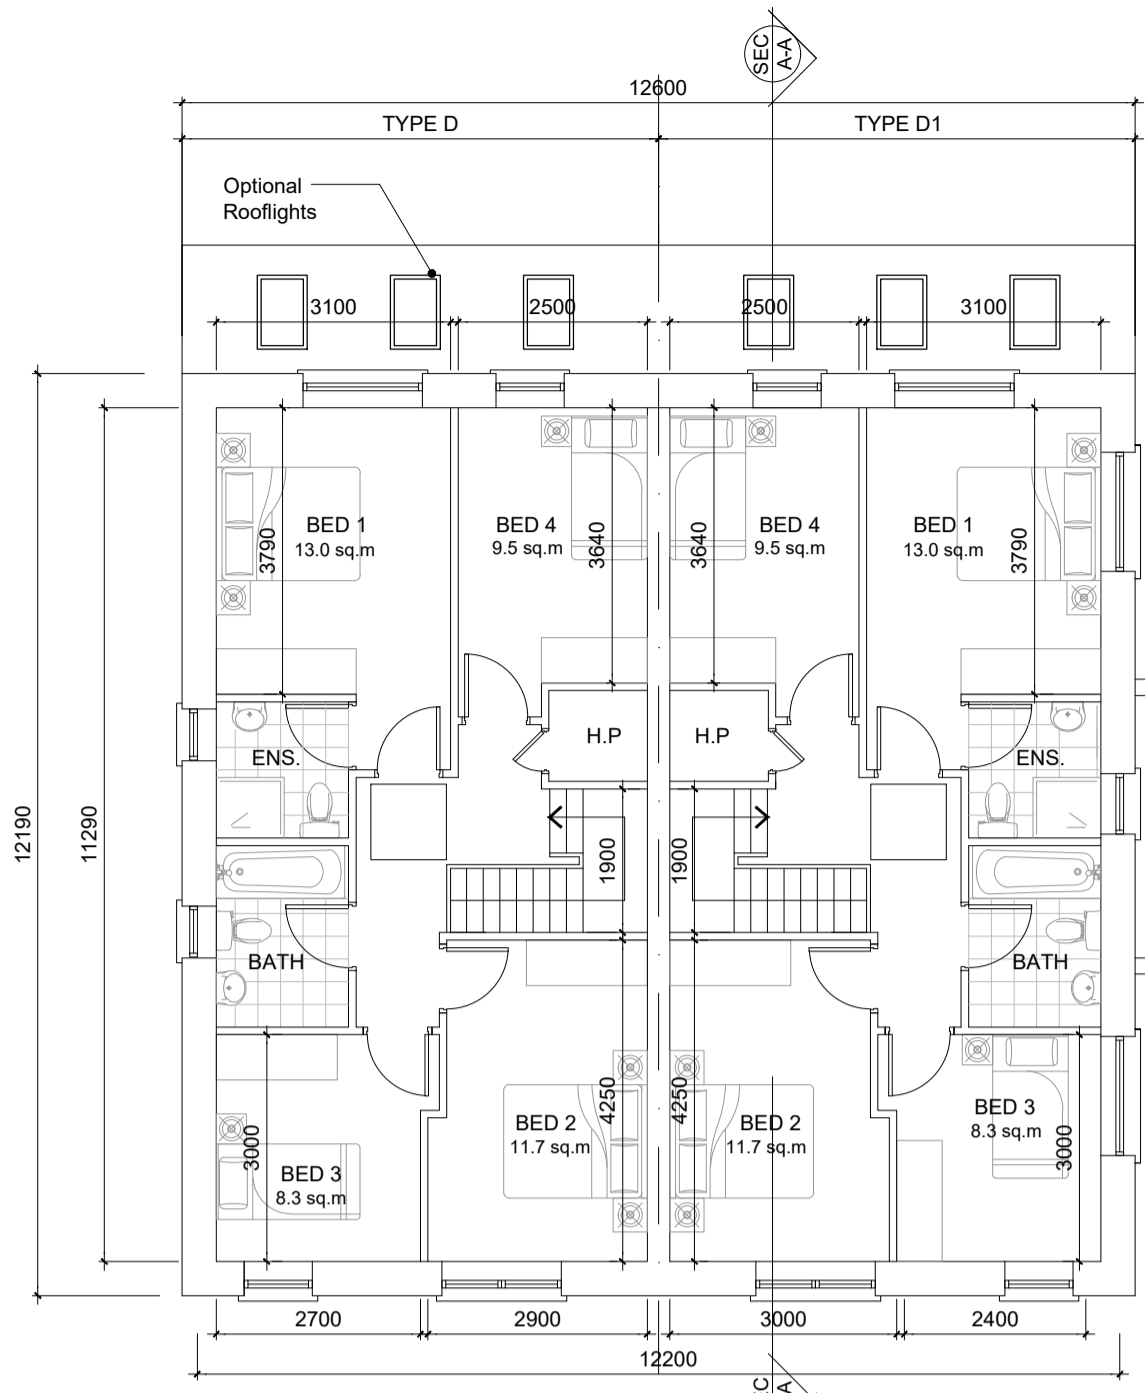 SEC
A-A
12600
TYPE D
TYPE D1
Optional
Rooflights
3100
2500
2500
3100
BED 1
13.0 sq.m
3790
BED 4
9.5 sq.m
3640
BED 4
9.5 sq.m
3640
BED 1
13.0 sq.m
3790
H.P
H.P
ENS.
ENS.
12190
11290
1900
1900
BATH
BATH
BED 3
8.3 sq.m
3000
BED 2
11.7 sq.m
4250
BED 2
11.7 sq.m
4250
BED 3
8.3 sq.m
3000
2700
2900
3000
2400
12200